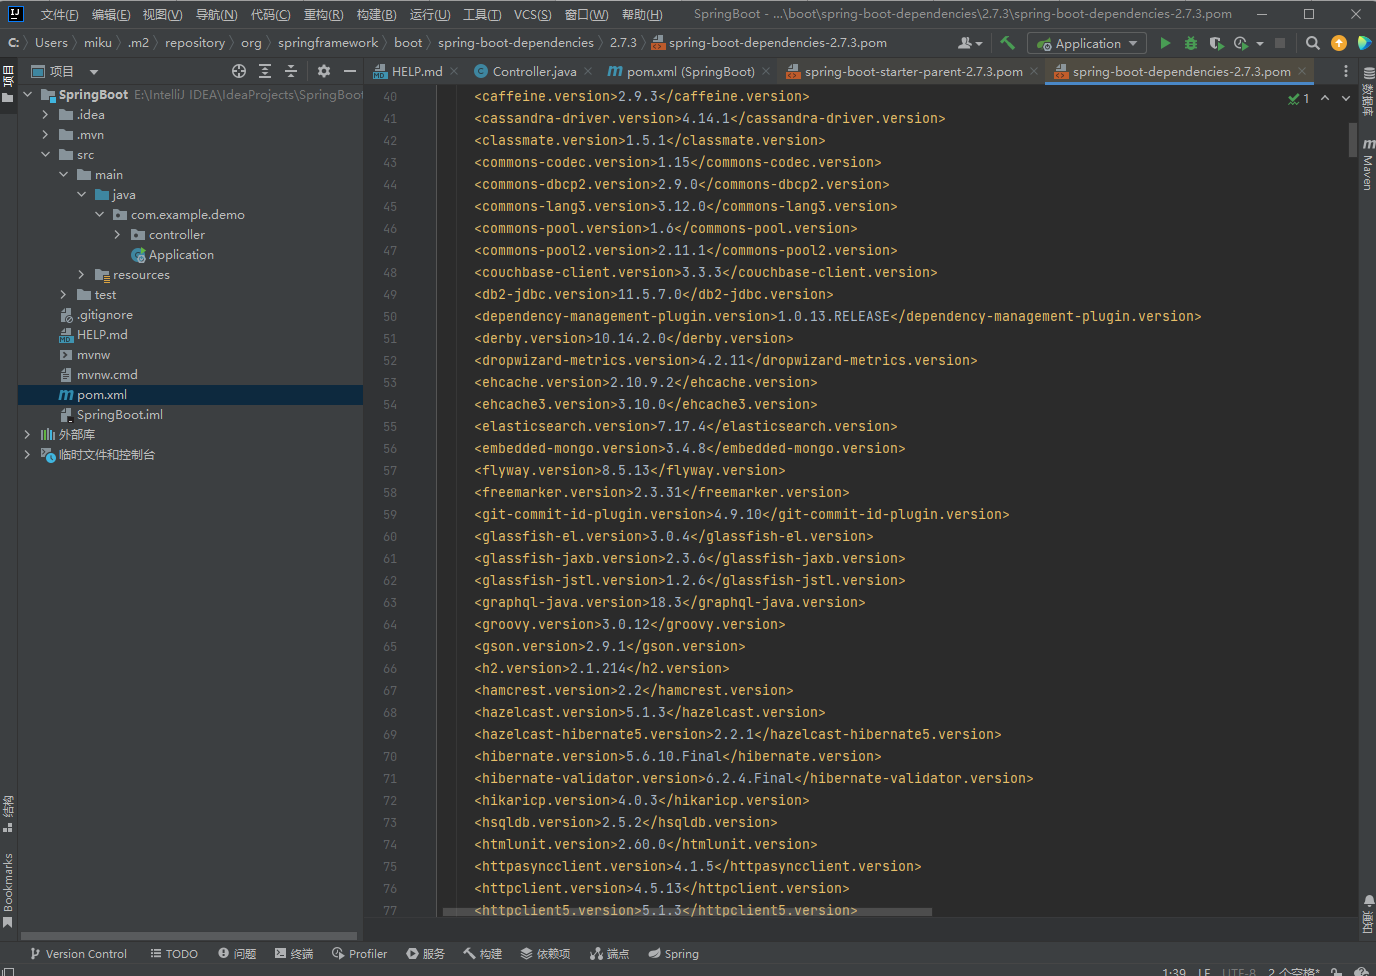 文件(F) 编辑(E) 视图(V) 导航(N) 代码(C) 重构(R) 构建(B) 运行(U) 工具(T) VCS(S) 窗口(W) 帮助(H) SpringBoot - ...\boot\spring-boot-dependencies\2.7.3\spring-boot-dependencies-2.7.3.pom
C: Users miku .m2 repository org springframework boot spring-boot-dependencies 2.7.3 spring-boot-dependencies-2.7.3.pom Application
项目 HELP.md Controller.java pom.xml (SpringBoot) spring-boot-starter-parent-2.7.3.pom spring-boot-dependencies-2.7.3.pom
项目
SpringBoot E:\IntelliJ IDEA\IdeaProjects\SpringBoot
.idea
.mvn
src
main
java
com.example.demo
controller
Application
resources
test
.gitignore
HELP.md
mvnw
mvnw.cmd
pom.xml
SpringBoot.iml
外部库
临时文件和控制台
结构
Bookmarks
40 <caffeine.version>2.9.3</caffeine.version>
41 <cassandra-driver.version>4.14.1</cassandra-driver.version>
42 <classmate.version>1.5.1</classmate.version>
43 <commons-codec.version>1.15</commons-codec.version>
44 <commons-dbcp2.version>2.9.0</commons-dbcp2.version>
45 <commons-lang3.version>3.12.0</commons-lang3.version>
46 <commons-pool.version>1.6</commons-pool.version>
47 <commons-pool2.version>2.11.1</commons-pool2.version>
48 <couchbase-client.version>3.3.3</couchbase-client.version>
49 <db2-jdbc.version>11.5.7.0</db2-jdbc.version>
50 <dependency-management-plugin.version>1.0.13.RELEASE</dependency-management-plugin.version>
51 <derby.version>10.14.2.0</derby.version>
52 <dropwizard-metrics.version>4.2.11</dropwizard-metrics.version>
53 <ehcache.version>2.10.9.2</ehcache.version>
54 <ehcache3.version>3.10.0</ehcache3.version>
55 <elasticsearch.version>7.17.4</elasticsearch.version>
56 <embedded-mongo.version>3.4.8</embedded-mongo.version>
57 <flyway.version>8.5.13</flyway.version>
58 <freemarker.version>2.3.31</freemarker.version>
59 <git-commit-id-plugin.version>4.9.10</git-commit-id-plugin.version>
60 <glassfish-el.version>3.0.4</glassfish-el.version>
61 <glassfish-jaxb.version>2.3.6</glassfish-jaxb.version>
62 <glassfish-jstl.version>1.2.6</glassfish-jstl.version>
63 <graphql-java.version>18.3</graphql-java.version>
64 <groovy.version>3.0.12</groovy.version>
65 <gson.version>2.9.1</gson.version>
66 <h2.version>2.1.214</h2.version>
67 <hamcrest.version>2.2</hamcrest.version>
68 <hazelcast.version>5.1.3</hazelcast.version>
69 <hazelcast-hibernate5.version>2.2.1</hazelcast-hibernate5.version>
70 <hibernate.version>5.6.10.Final</hibernate.version>
71 <hibernate-validator.version>6.2.4.Final</hibernate-validator.version>
72 <hikaricp.version>4.0.3</hikaricp.version>
73 <hsqldb.version>2.5.2</hsqldb.version>
74 <htmlunit.version>2.60.0</htmlunit.version>
75 <httpasyncclient.version>4.1.5</httpasyncclient.version>
76 <httpclient.version>4.5.13</httpclient.version>
77 <httpclient5.version>5.1.3</httpclient5.version>
1
数据库
Maven
通知
Version Control TODO 问题 终端 Profiler 服务 构建 依赖项 端点 Spring
1:39 LF UTF-8 2 个空格*